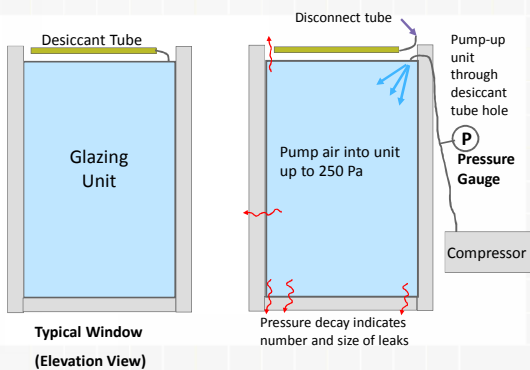 Desiccant Tube
Glazing
Unit
Typical Window
(Elevation View)
Disconnect tube
Pump-up
unit
through
desiccant
tube hole
P
Pressure
Gauge
Pump air into unit
up to 250 Pa
Compressor
Pressure decay indicates
number and size of leaks